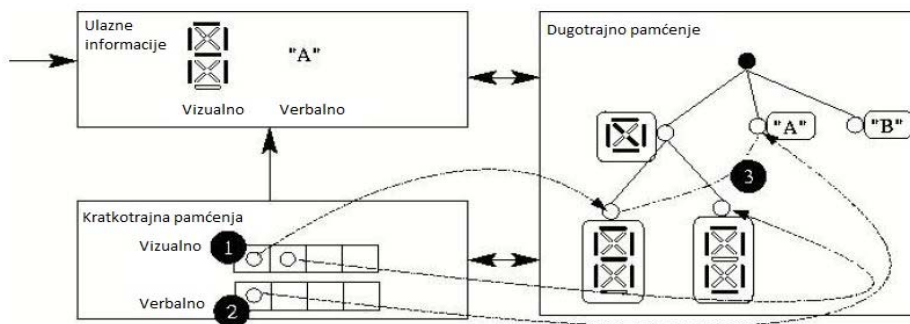 Ulazne
informacije
"A"
Vizualno
Verbalno
Dugotrajno pamćenje
"A"
"B"
3
Kratkotrajna pamćenja
Vizualno
1
Verbalno
2